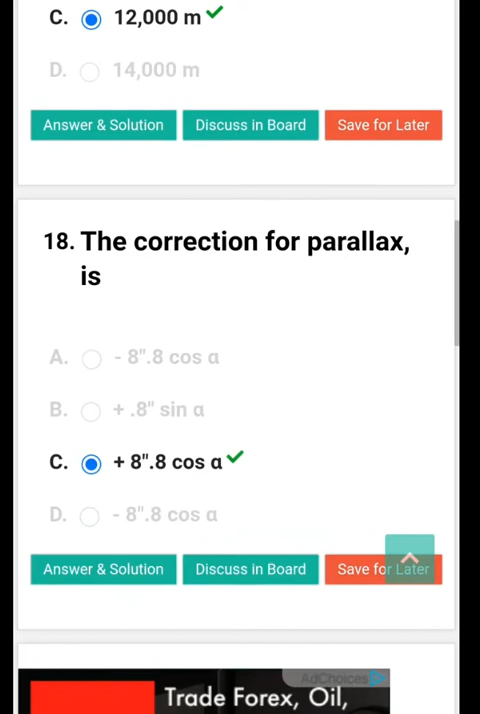 C. 12,000 m
D. 14,000 m
Answer & Solution Discuss in Board Save for Later
18. The correction for parallax,
is
A. - 8".8 cos α
B. + .8" sin α
C. + 8".8 cos α
D. - 8".8 cos α
Answer & Solution Discuss in Board Save for Later
AdChoices
Trade Forex, Oil,